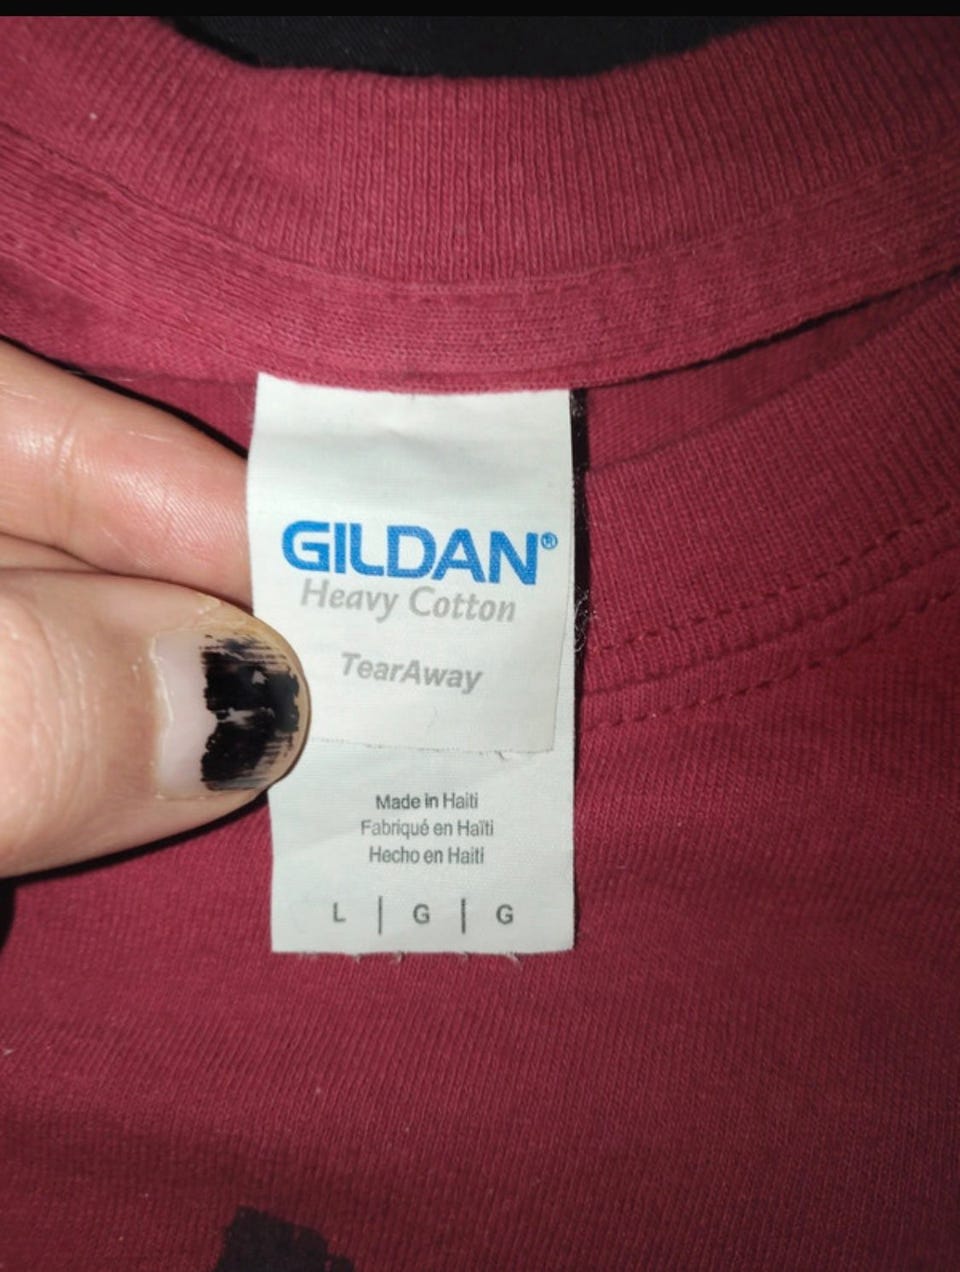 GILDAN®
Heavy Cotton
TearAway
Made in Haiti
Fabriqué en Haïti
Hecho en Haiti
L | G | G